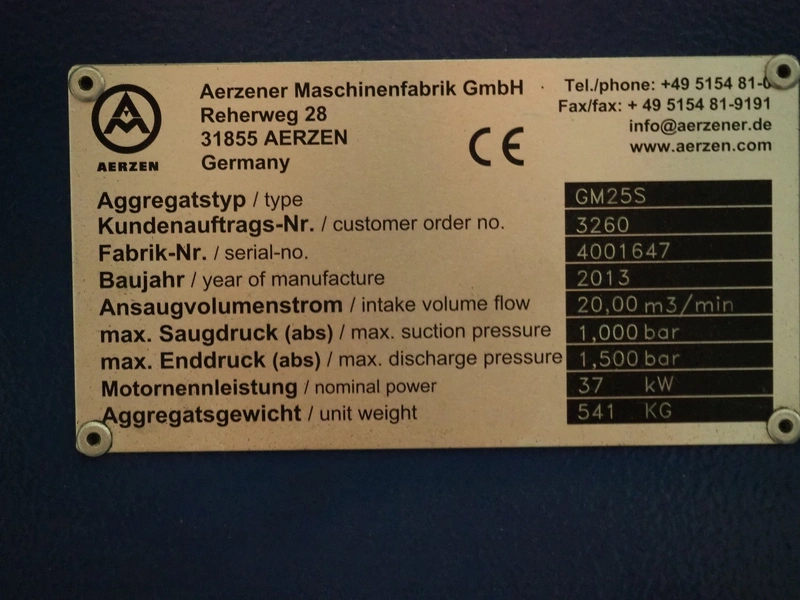 Aerzener Maschinenfabrik GmbH
Reherweg 28
31855 AERZEN
Germany
AERZEN
CE
Tel./phone: +49 5154 81-0
Fax/fax: + 49 5154 81-9191
info@aerzener.de
www.aerzen.com
Aggregatstyp / type GM25S
Kundenauftrags-Nr. / customer order no. 3260
Fabrik-Nr. / serial-no. 4001647
Baujahr / year of manufacture 2013
Ansaugvolumenstrom / intake volume flow 20,00 m3/min
max. Saugdruck (abs) / max. suction pressure 1,000 bar
max. Enddruck (abs) / max. discharge pressure 1,500 bar
Motornennleistung / nominal power 37 kW
Aggregatsgewicht / unit weight 541 KG